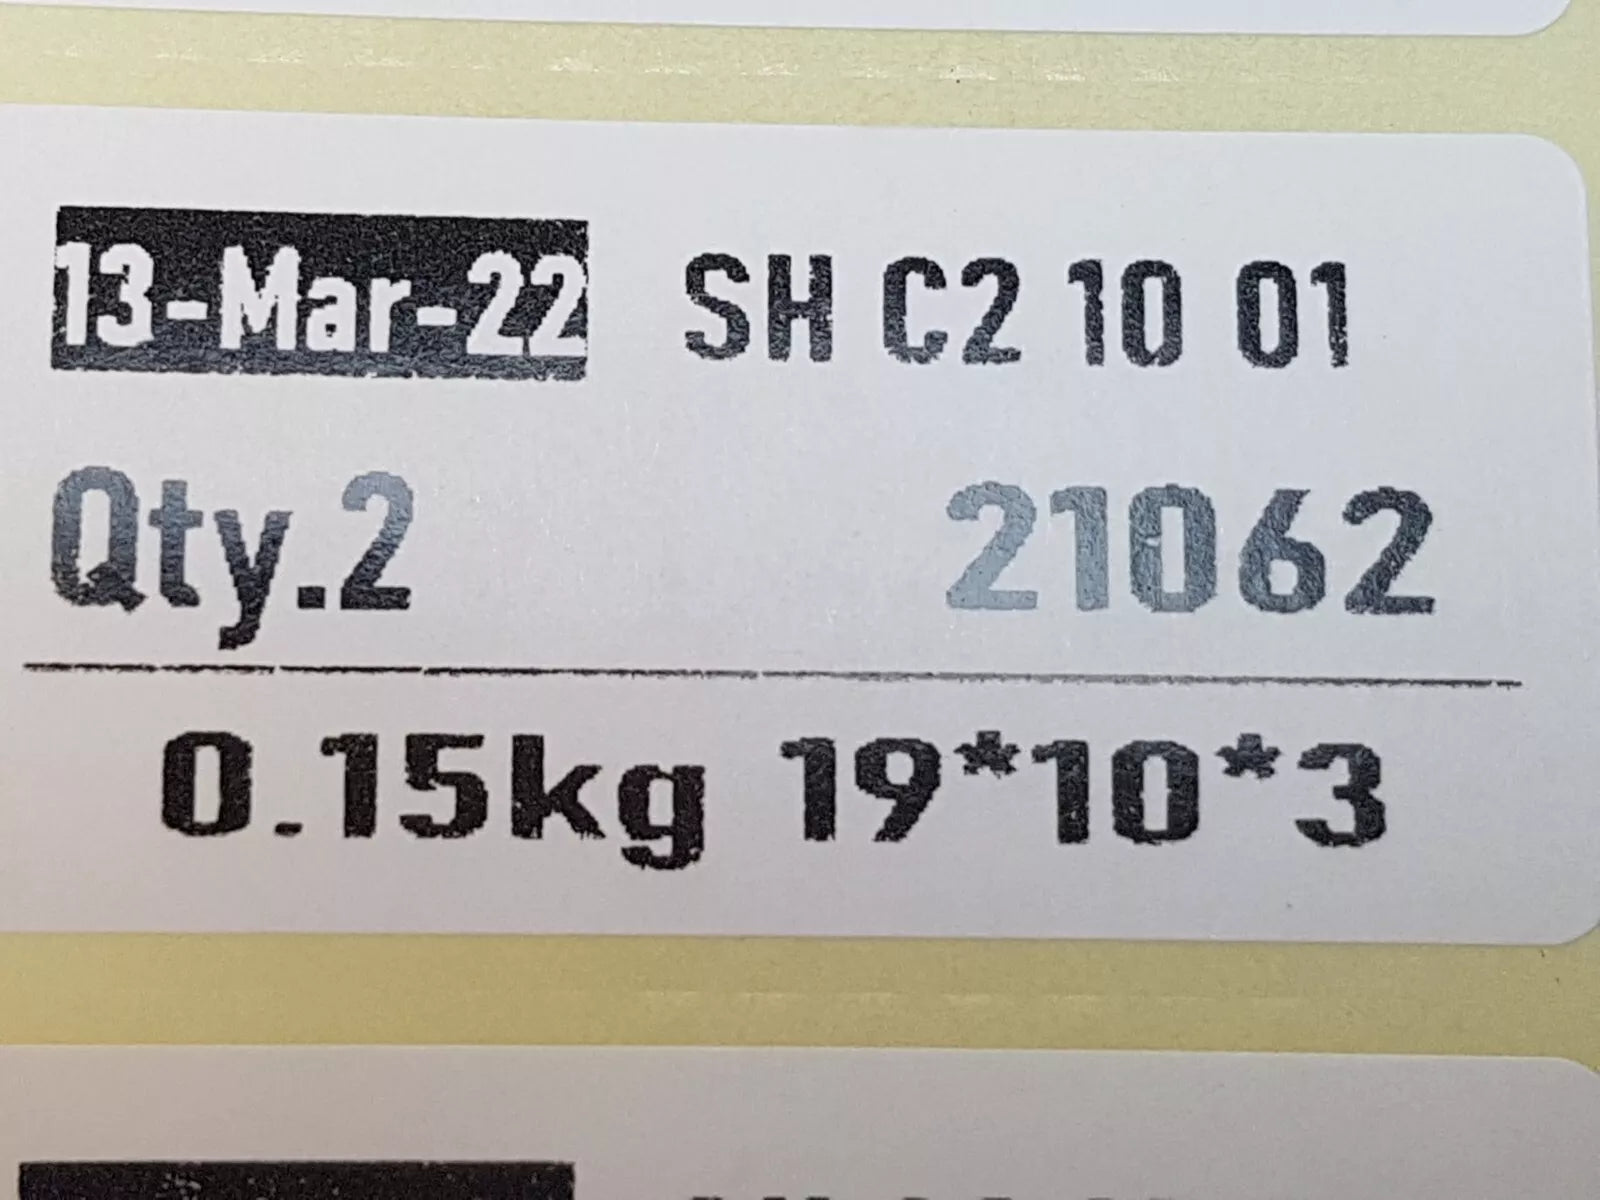 13-Mar-22 SH C2 10 01
Qty.2 21062
0.15kg 19*10*3